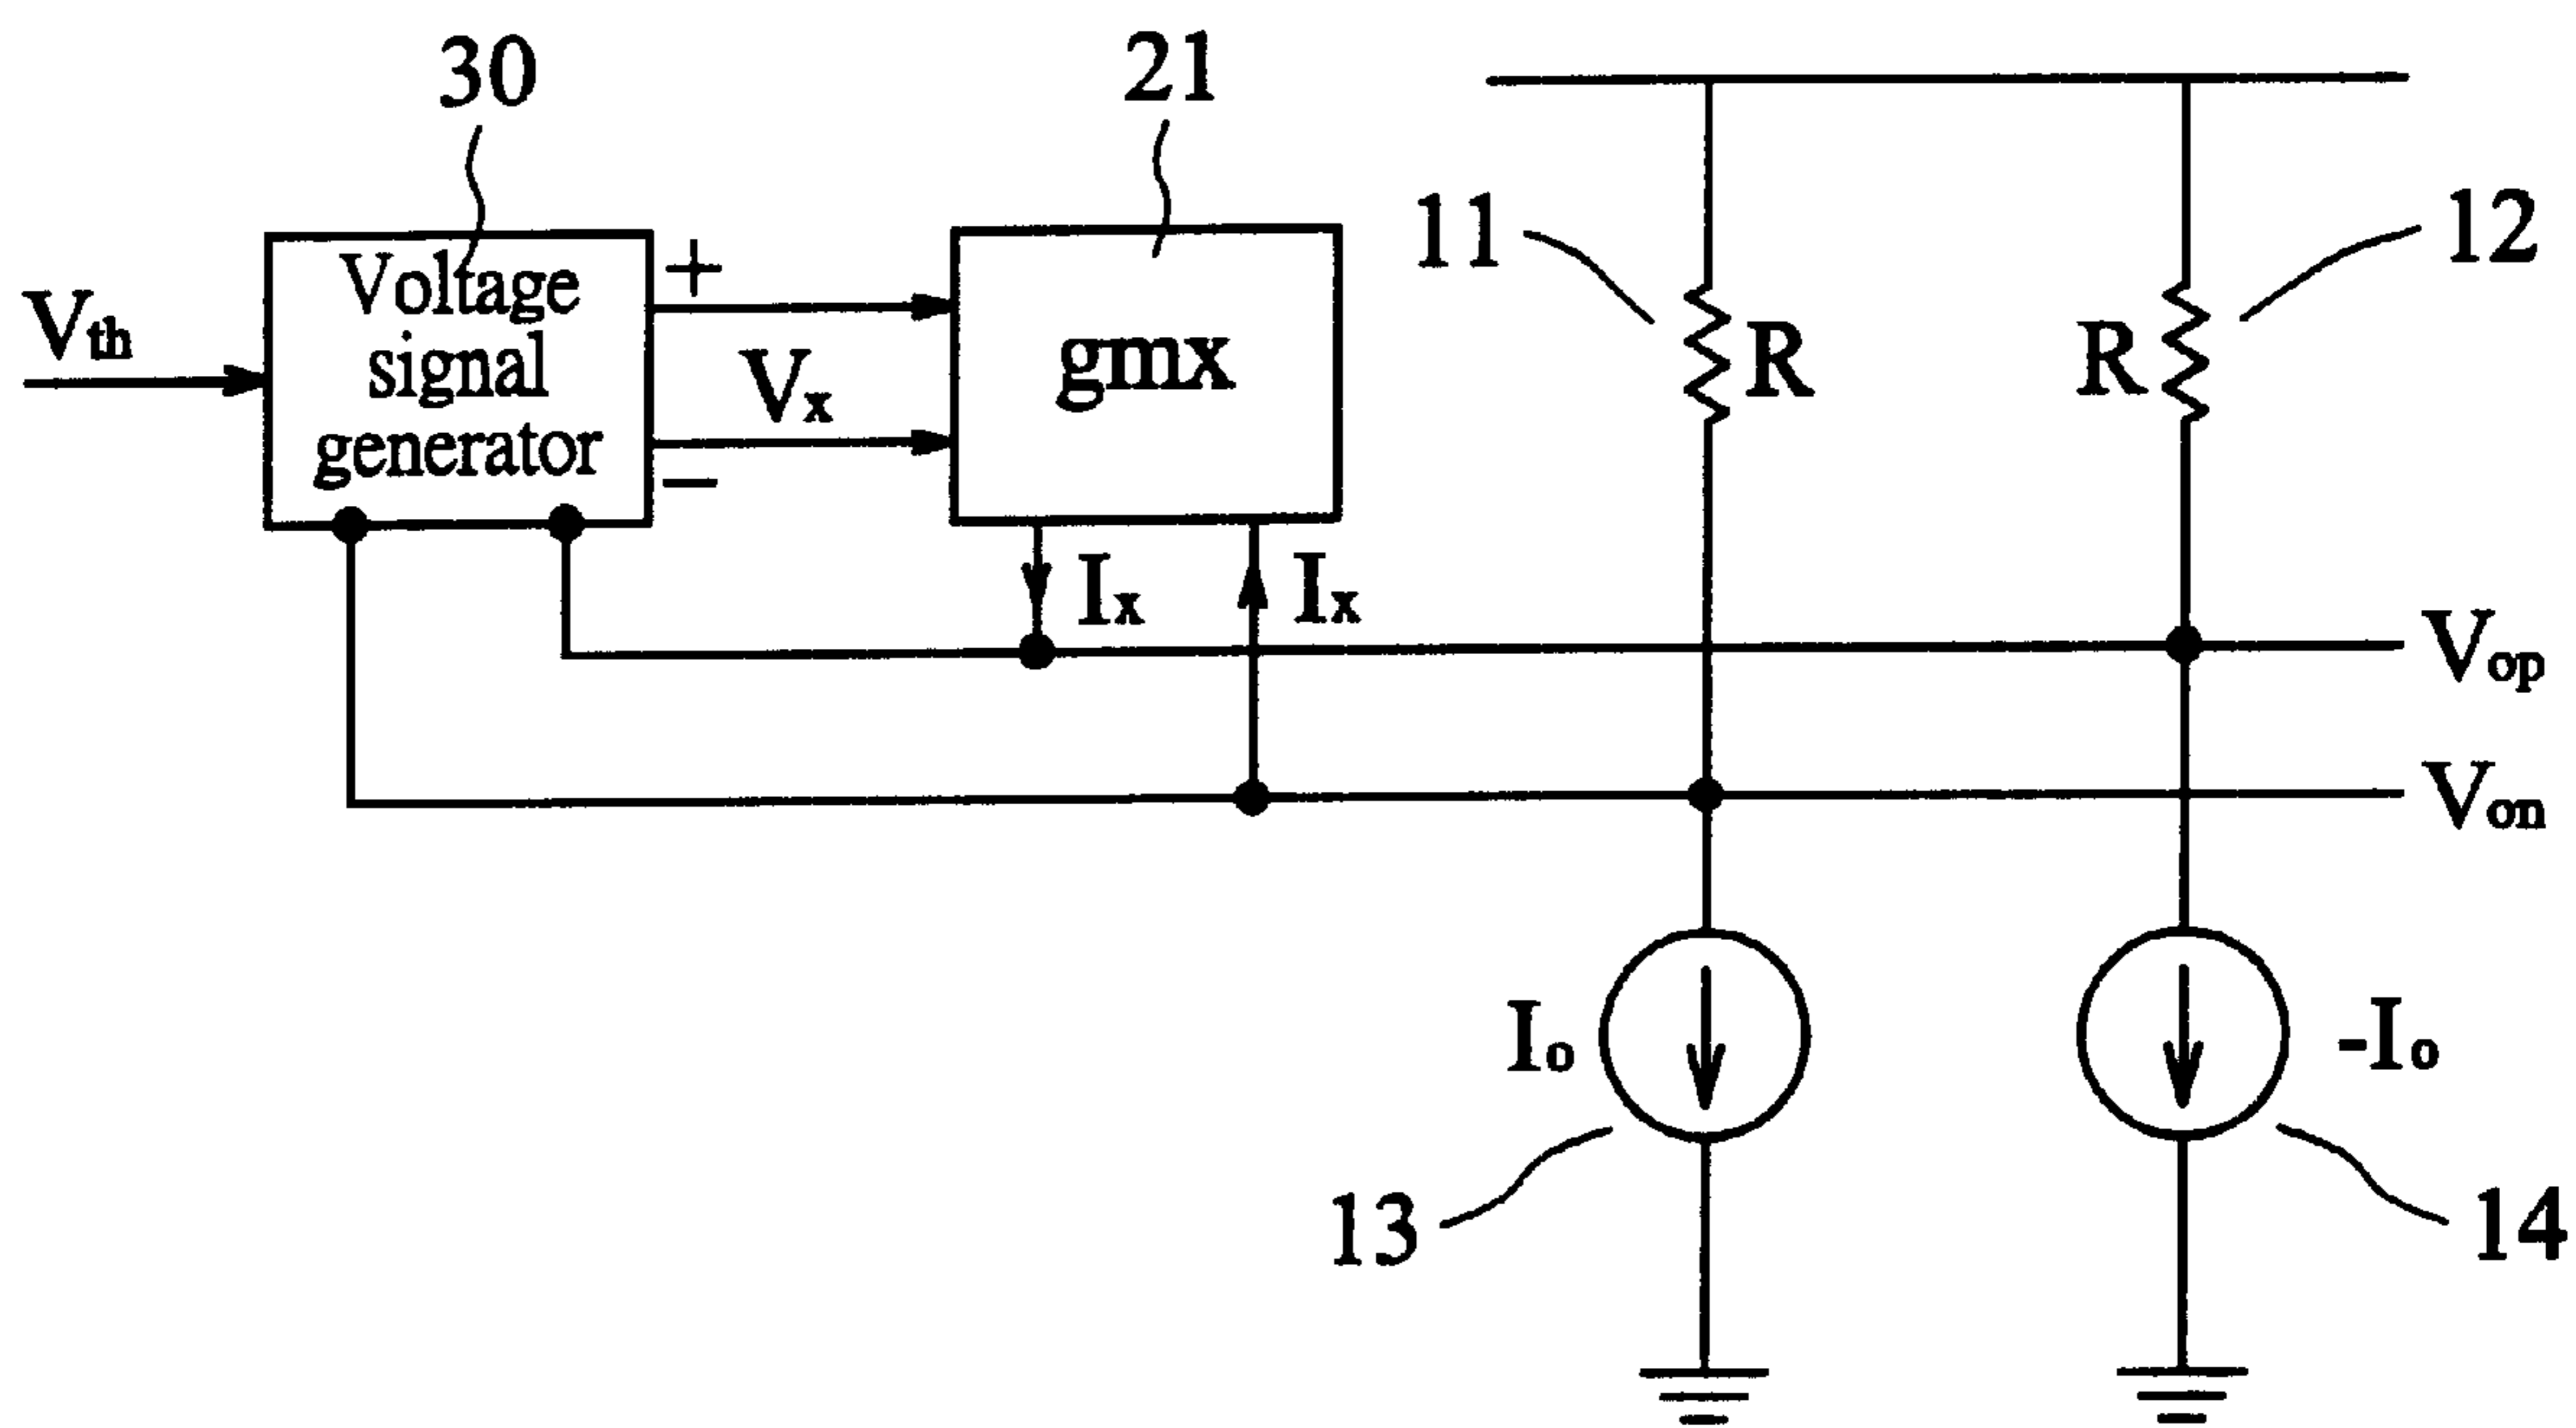 30
21
11
12
Vth
Voltage
signal
generator
+
Vx
−
gmx
R
R
Ix
Ix
Vop
Von
Io
-Io
13
14